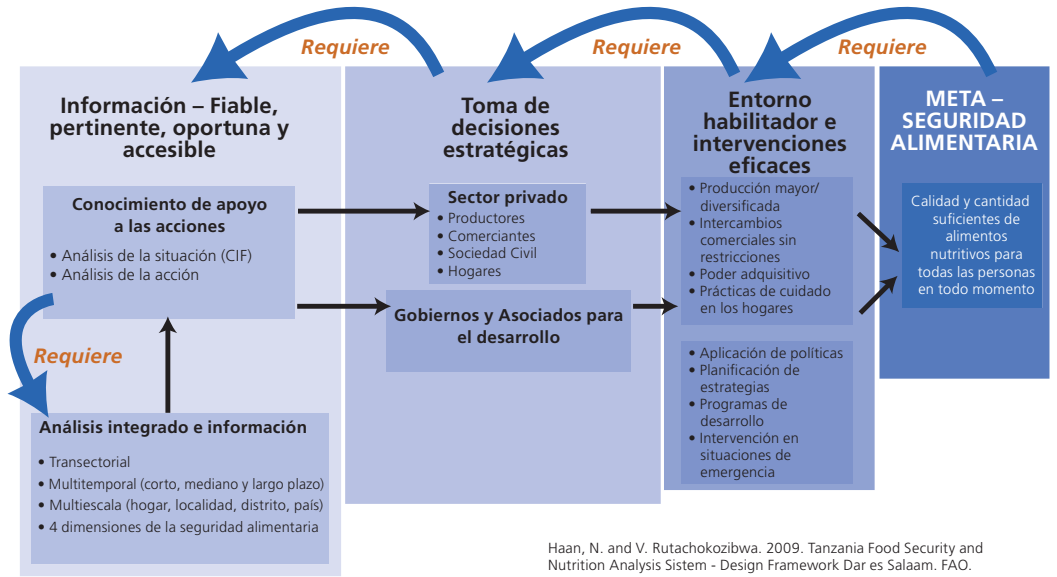 Requiere
Requiere
Requiere
Información – Fiable,
pertinente, oportuna y
accesible
Conocimiento de apoyo
a las acciones
• Análisis de la situación (CIF)
• Análisis de la acción
Requiere
Análisis integrado e información
• Transectorial
• Multitemporal (corto, mediano y largo plazo)
• Multiescala (hogar, localidad, distrito, país)
• 4 dimensiones de la seguridad alimentaria
Toma de
decisiones
estratégicas
Sector privado
• Productores
• Comerciantes
• Sociedad Civil
• Hogares
Gobiernos y Asociados para
el desarrollo
Entorno
habilitador e
intervenciones
eficaces
• Producción mayor/
diversificada
• Intercambios
comerciales sin
restricciones
• Poder adquisitivo
• Prácticas de cuidado
en los hogares
• Aplicación de políticas
• Planificación de
estrategias
• Programas de
desarrollo
• Intervención en
situaciones de
emergencia
META –
SEGURIDAD
ALIMENTARIA
Calidad y cantidad
suficientes de
alimentos
nutritivos para
todas las personas
en todo momento
Haan, N. and V. Rutachokozibwa. 2009. Tanzania Food Security and
Nutrition Analysis Sistem - Design Framework Dar es Salaam. FAO.